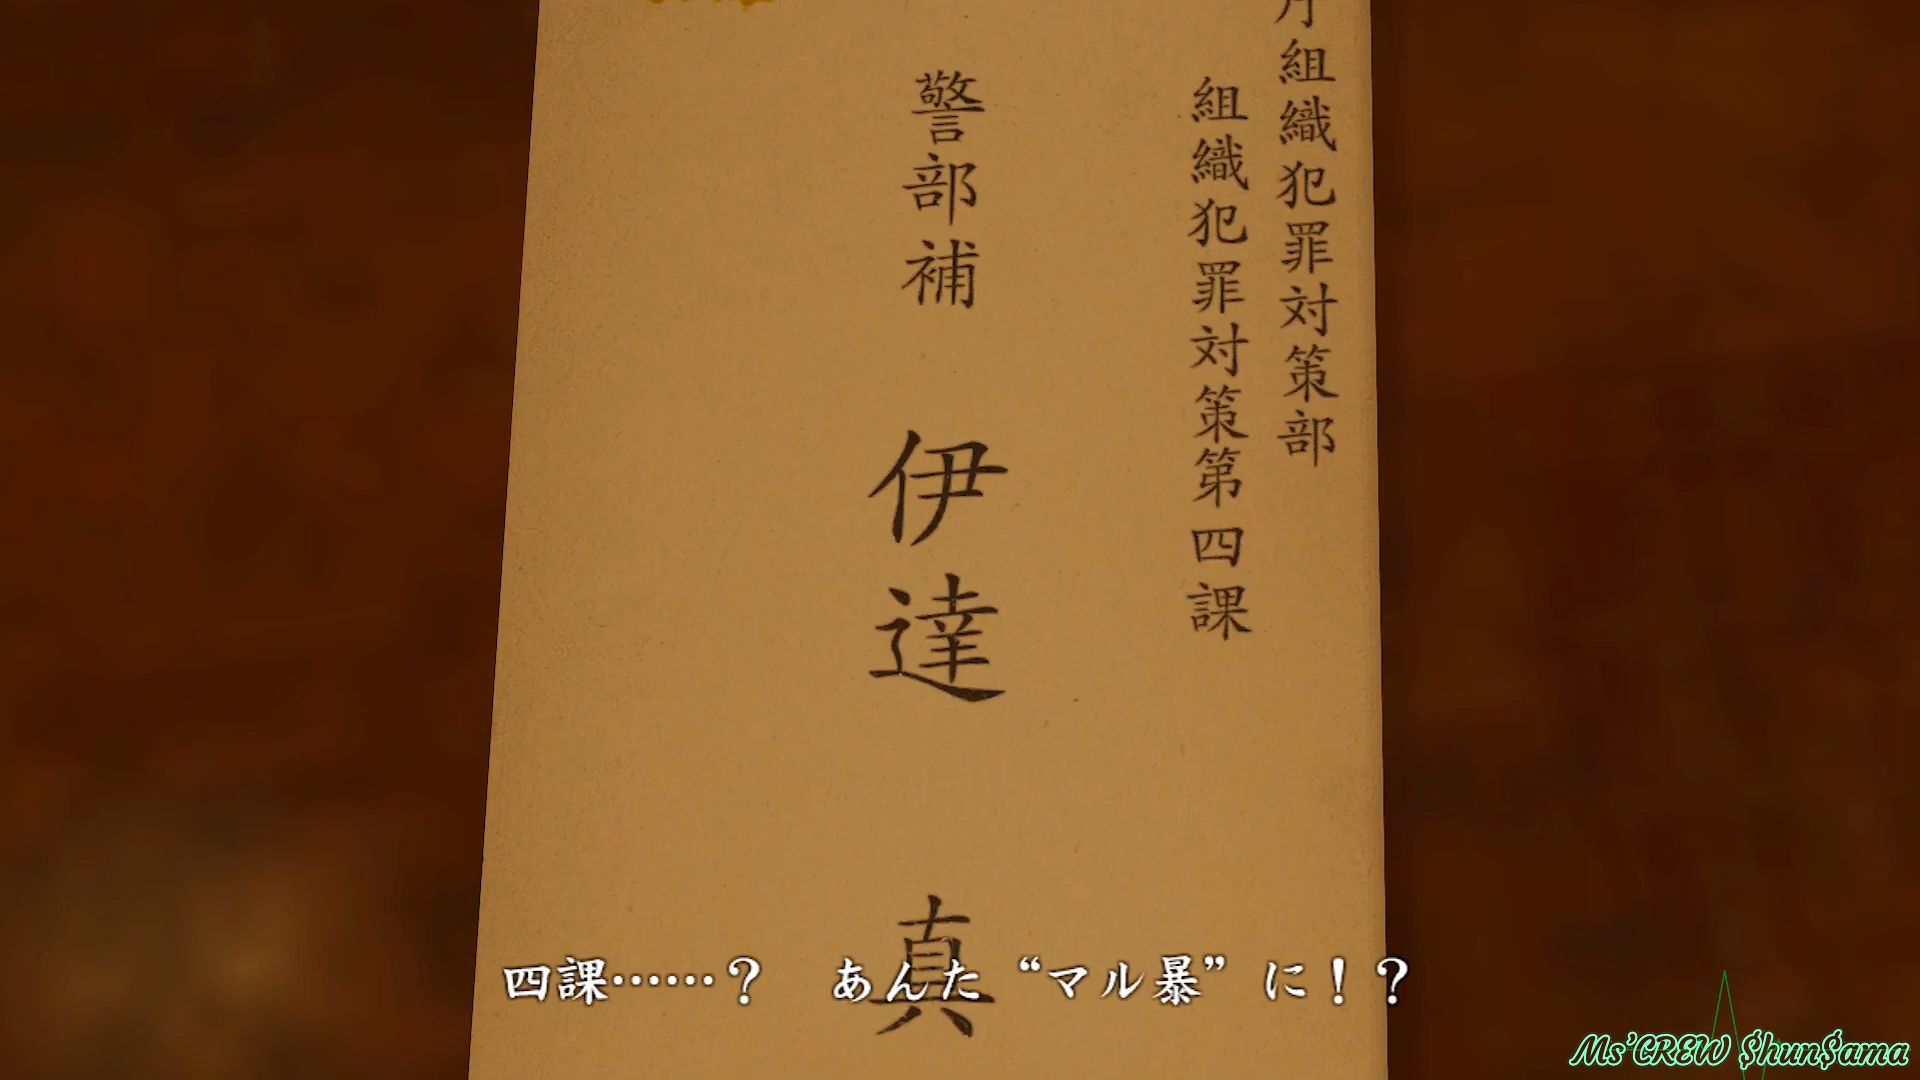 庁組織犯罪対策部
組織犯罪対策第四課
警部補
伊達 真
四課……？　あんた“マル暴”に！？
Ms'CREW $hun$ama